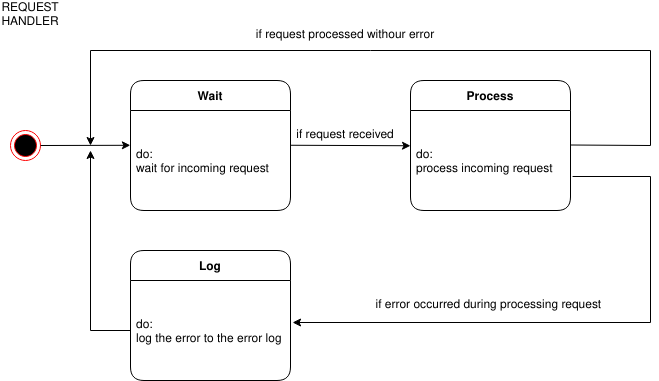 REQUEST
HANDLER
if request processed withour error
Wait
Process
if request received
do:
wait for incoming request
do:
process incoming request
Log
if error occurred during processing request
do:
log the error to the error log